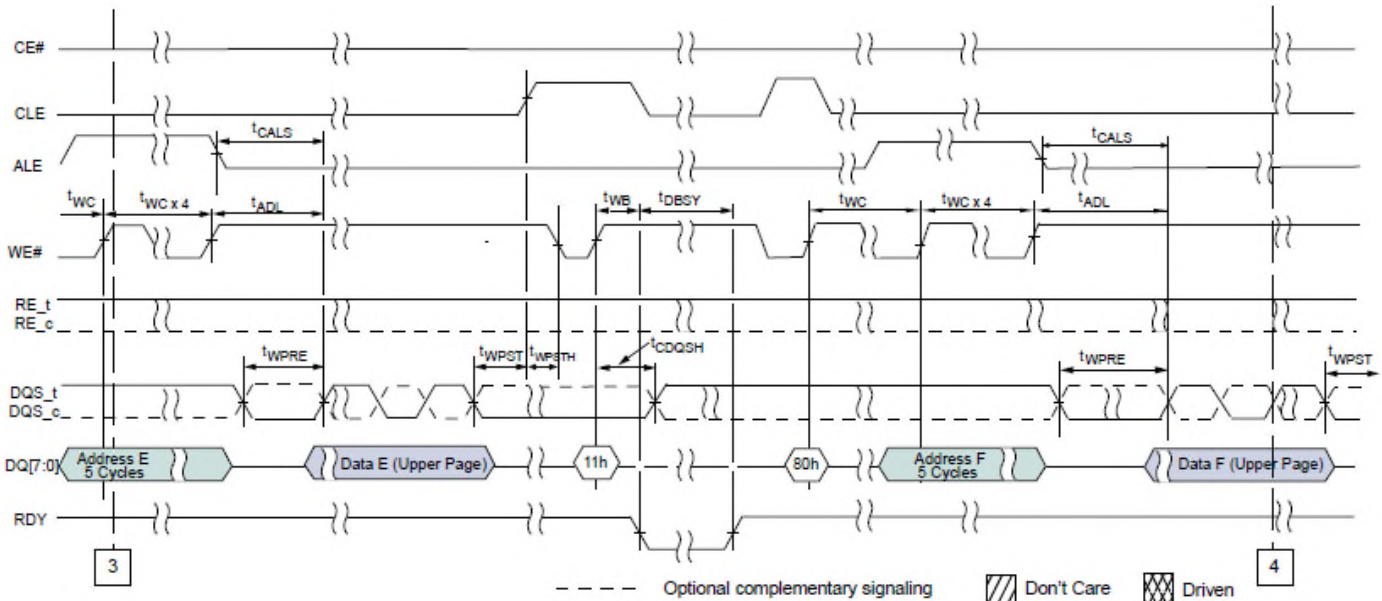 CE#
CLE
tCALS
tCALS
ALE
tWC
tWC x 4
tADL
tWB
tDBSY
tWC
tWC x 4
tADL
WE#
RE_t
RE_c
tWPRE
tWPST
tWPSTH
tCDQSH
tWPRE
tWPST
DQS_t
DQS_c
DQ[7:0]
Address E
5 Cycles
Data E (Upper Page)
11h
80h
Address F
5 Cycles
Data F (Upper Page)
RDY
3
4
Optional complementary signaling
Don't Care
Driven